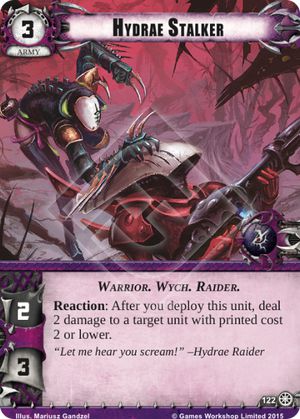 3
ARMY
HYDRAE STALKER
WARRIOR. WYCH. RAIDER.
Reaction: After you deploy this unit, deal
2 damage to a target unit with printed cost
2 or lower.
“Let me hear you scream!” –Hydrae Raider
2
3
122
Illus. Mariusz Gandzel
© Games Workshop Limited 2015